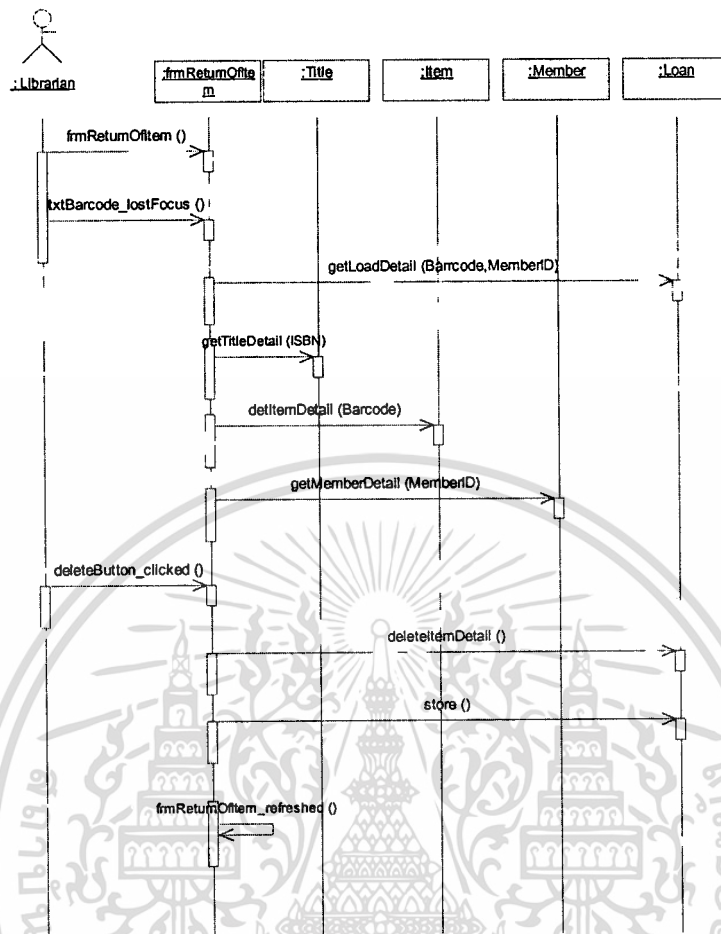 : Librarian
:frmReturnOfIte
m
:Title
:Item
:Member
:Loan
frmReturnOfItem ()
txtBarcode_lostFocus ()
getLoadDetail (Barrcode,MemberID)
getTitleDetail (ISBN)
detItemDetail (Barcode)
getMemberDetail (MemberID)
deleteButton_clicked ()
deleteItemDetail ()
store ()
frmReturnOfItem_refreshed ()